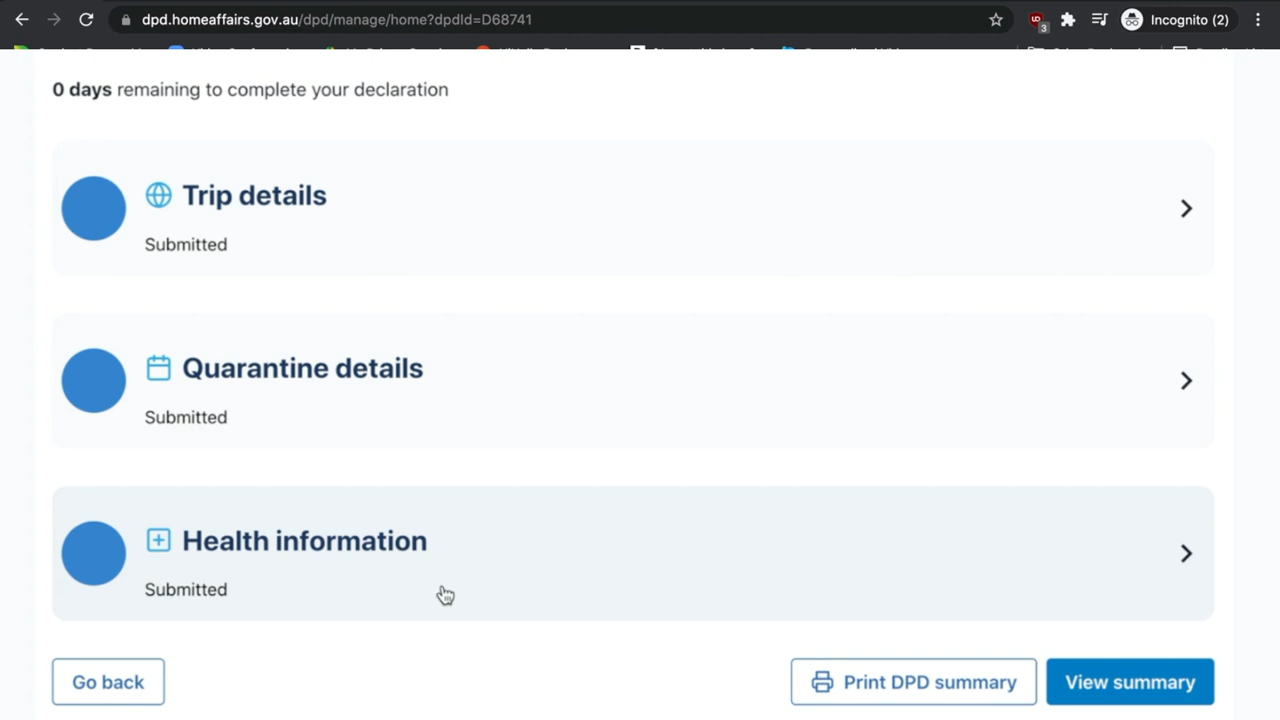 dpd.homeaffairs.gov.au/dpd/manage/home?dpdId=D68741
3
Incognito (2)
0 days remaining to complete your declaration
Trip details
Submitted
Quarantine details
Submitted
Health information
Submitted
Go back
Print DPD summary
View summary